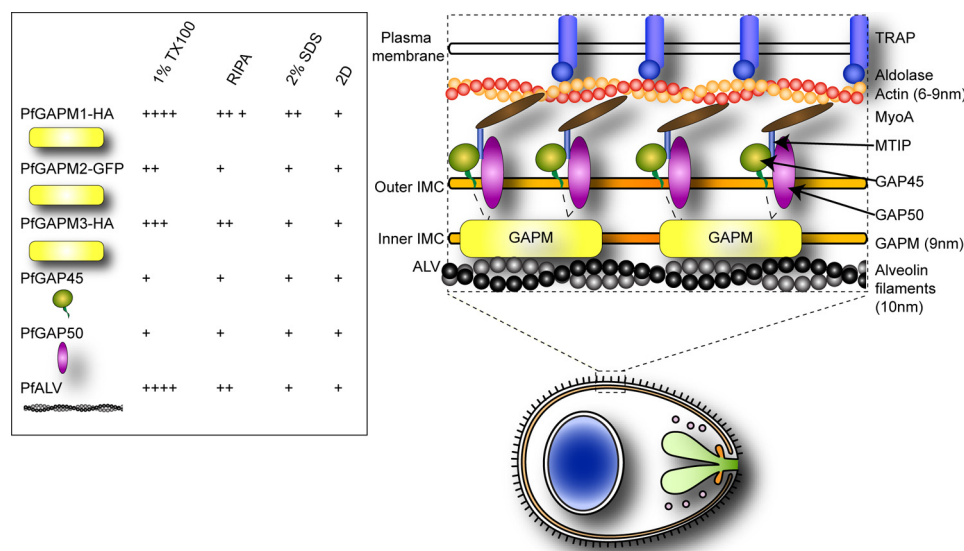 1% TX100 RIPA 2% SDS 2D
PfGAPM1-HA ++++ ++ + ++ +
PfGAPM2-GFP ++ + + +
PfGAPM3-HA +++ ++ + +
PfGAP45 + + + +
PfGAP50 + + + +
PfALV ++++ ++ + +
Plasma
membrane
TRAP
Aldolase
Actin (6-9nm)
MyoA
MTIP
GAP45
Outer IMC
GAP50
Inner IMC
GAPM
GAPM
GAPM (9nm)
ALV
Alveolin
filaments
(10nm)